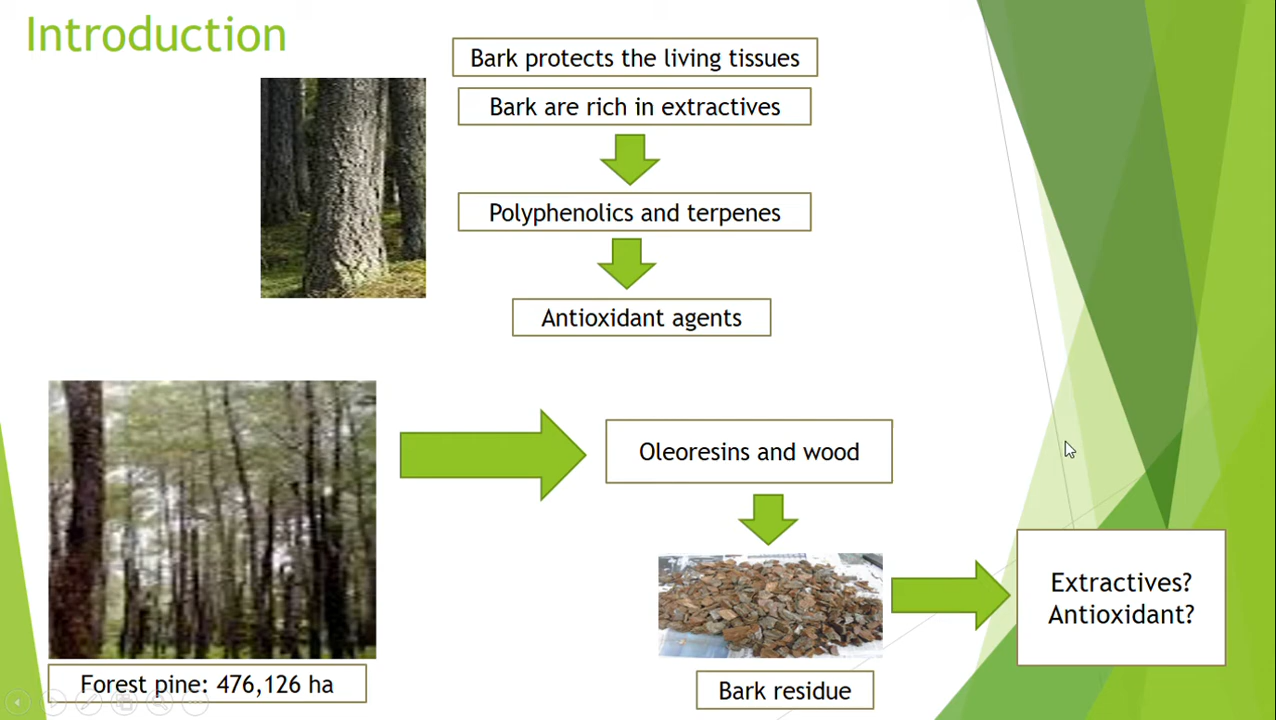 Introduction
Bark protects the living tissues
Bark are rich in extractives
Polyphenolics and terpenes
Antioxidant agents
Oleoresins and wood
Extractives?
Antioxidant?
Forest pine: 476,126 ha
Bark residue